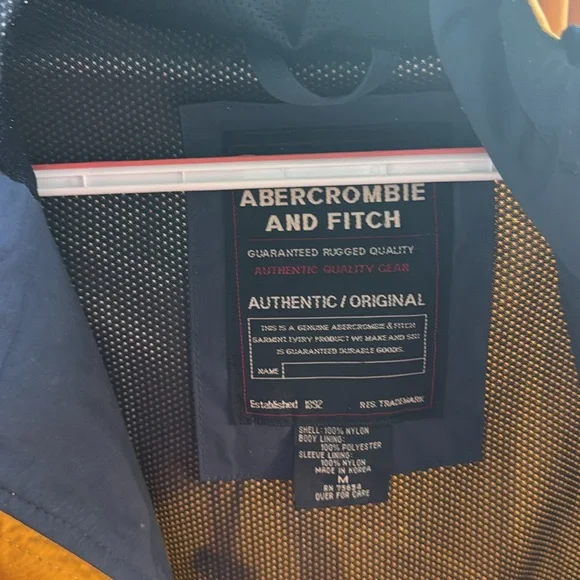 ABERCROMBIE
AND FITCH
GUARANTEED RUGGED QUALITY
AUTHENTIC QUALITY GEAR
AUTHENTIC / ORIGINAL
THIS IS A GENUINE ABERCROMBIE & FITCH
GARMENT. EVERY PRODUCT WE MAKE AND SELL
IS GUARANTEED DURABLE GOODS.
NAME
Established 1892 REG. TRADEMARK
SHELL: 100% NYLON
BODY LINING:
100% POLYESTER
SLEEVE LINING:
100% NYLON
MADE IN KOREA
M
RN 75654
OVER FOR CARE